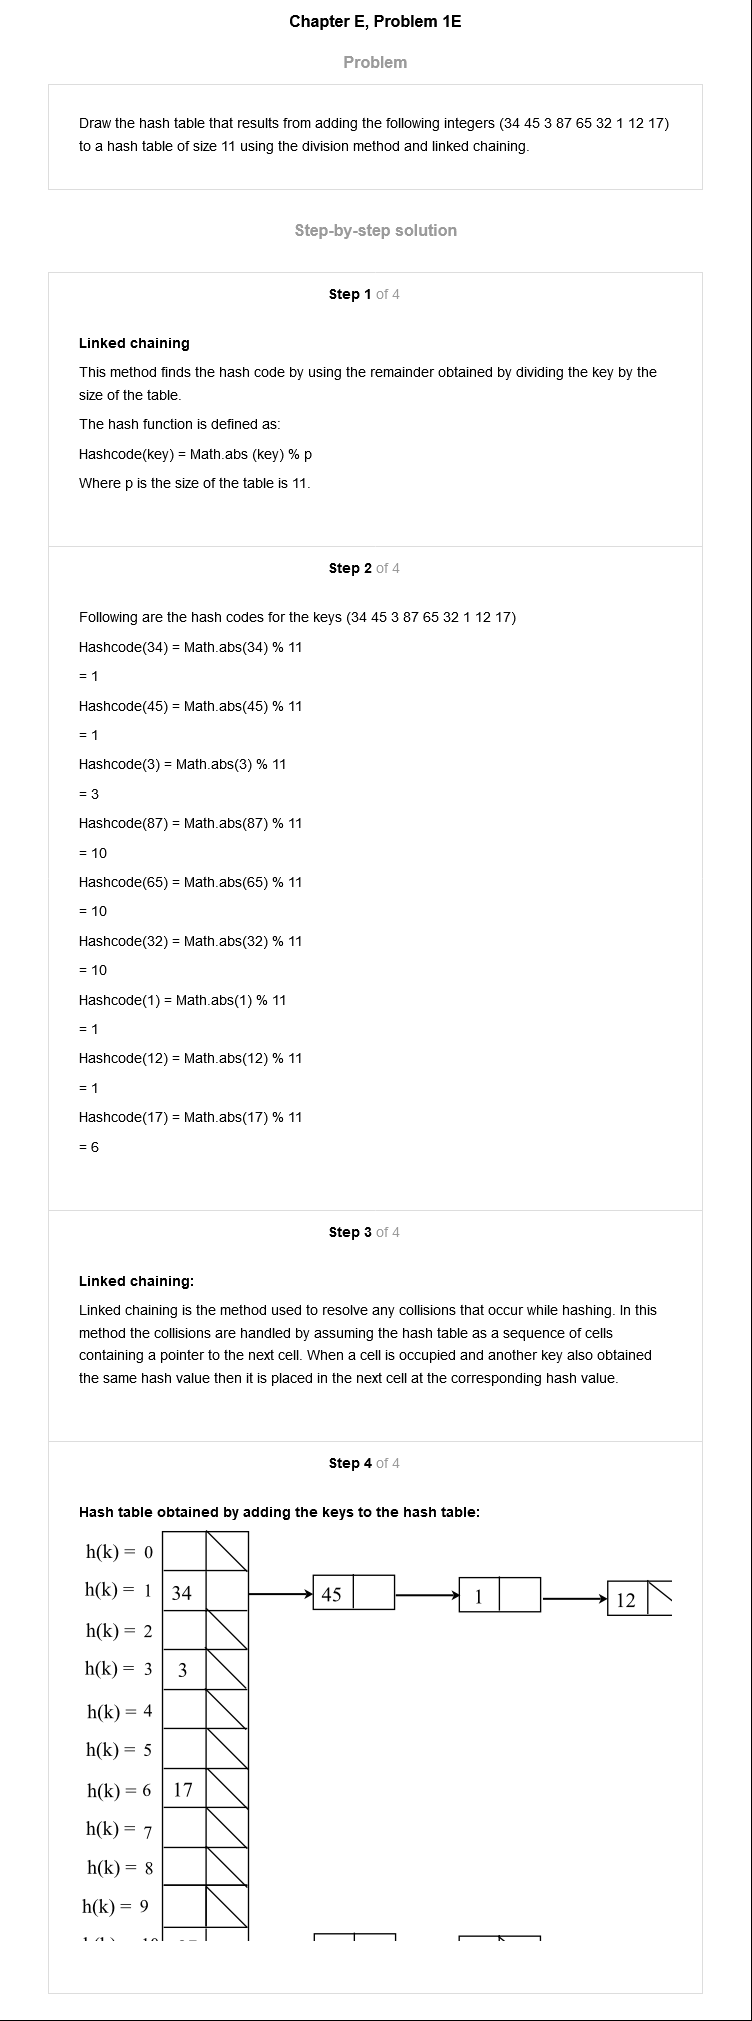 Chapter E, Problem 1E
Problem
Draw the hash table that results from adding the following integers (34 45 3 87 65 32 1 12 17)
to a hash table of size 11 using the division method and linked chaining.
Step-by-step solution
Step 1 of 4
Linked chaining
This method finds the hash code by using the remainder obtained by dividing the key by the
size of the table.
The hash function is defined as:
Hashcode(key) = Math.abs (key) % p
Where p is the size of the table is 11.
Step 2 of 4
Following are the hash codes for the keys (34 45 3 87 65 32 1 12 17)
Hashcode(34) = Math.abs(34) % 11
= 1
Hashcode(45) = Math.abs(45) % 11
= 1
Hashcode(3) = Math.abs(3) % 11
= 3
Hashcode(87) = Math.abs(87) % 11
= 10
Hashcode(65) = Math.abs(65) % 11
= 10
Hashcode(32) = Math.abs(32) % 11
= 10
Hashcode(1) = Math.abs(1) % 11
= 1
Hashcode(12) = Math.abs(12) % 11
= 1
Hashcode(17) = Math.abs(17) % 11
= 6
Step 3 of 4
Linked chaining:
Linked chaining is the method used to resolve any collisions that occur while hashing. In this
method the collisions are handled by assuming the hash table as a sequence of cells
containing a pointer to the next cell. When a cell is occupied and another key also obtained
the same hash value then it is placed in the next cell at the corresponding hash value.
Step 4 of 4
Hash table obtained by adding the keys to the hash table:
h(k) = 0
h(k) = 1 34 45 1 12
h(k) = 2
h(k) = 3 3
h(k) = 4
h(k) = 5
h(k) = 6 17
h(k) = 7
h(k) = 8
h(k) = 9